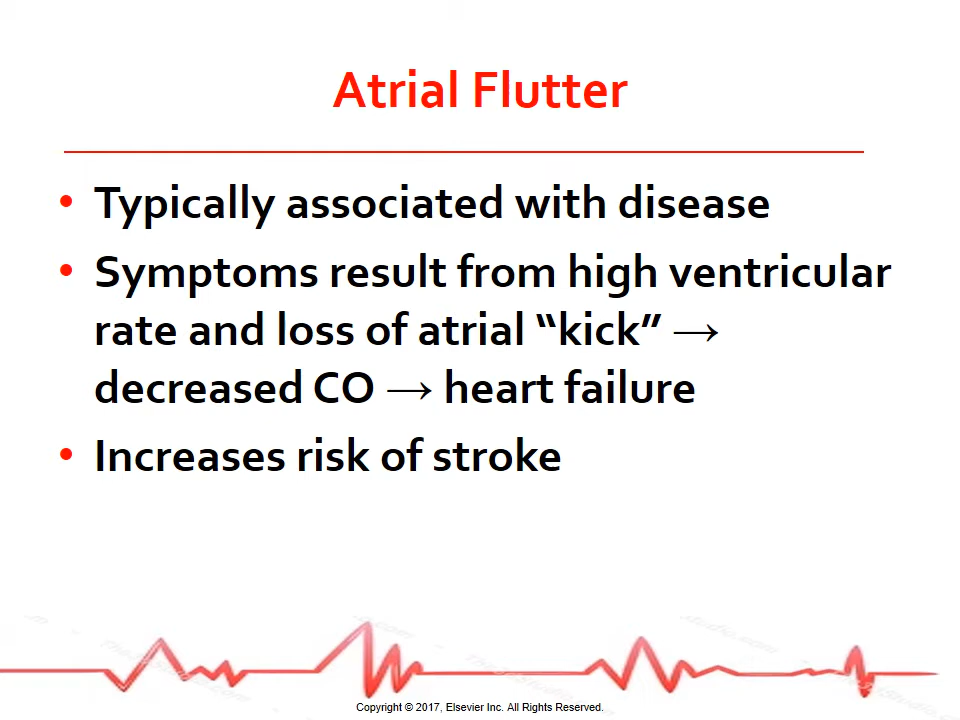 Atrial Flutter
• Typically associated with disease
• Symptoms result from high ventricular
rate and loss of atrial “kick” →
decreased CO → heart failure
• Increases risk of stroke
Copyright © 2017, Elsevier Inc. All Rights Reserved.